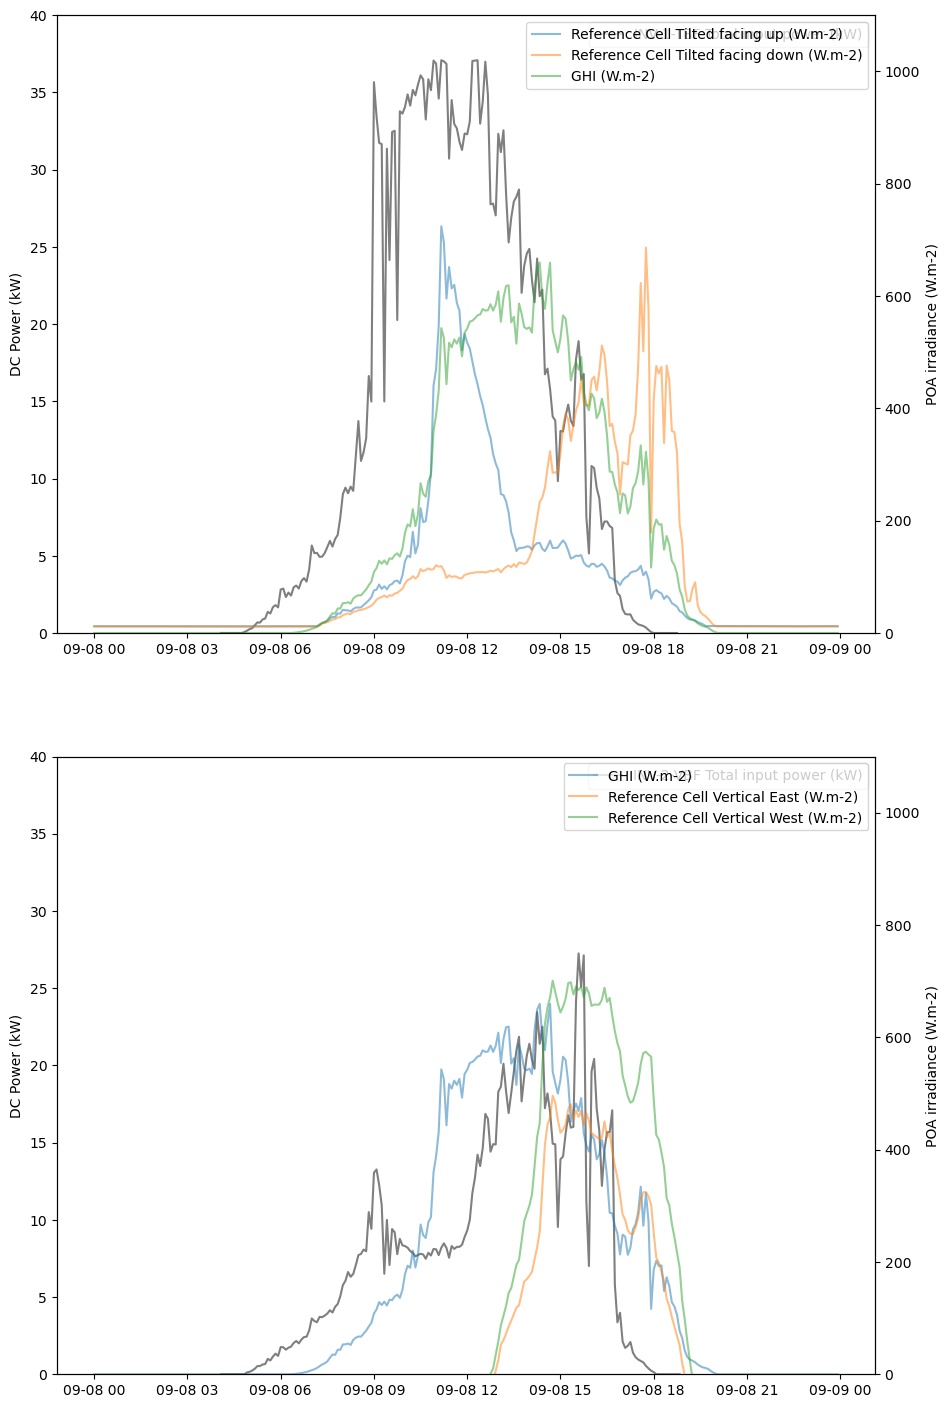 40
35
30
25
20
15
10
5
0
DC Power (kW)
Reference Cell Tilted facing up (W.m-2)
Reference Cell Tilted facing down (W.m-2)
GHI (W.m-2)
1000
800
600
400
200
0
POA irradiance (W.m-2)
09-08 00 09-08 03 09-08 06 09-08 09 09-08 12 09-08 15 09-08 18 09-08 21 09-09 00
40
35
30
25
20
15
10
5
0
DC Power (kW)
GHI (W.m-2)
Total input power (kW)
Reference Cell Vertical East (W.m-2)
Reference Cell Vertical West (W.m-2)
1000
800
600
400
200
0
POA irradiance (W.m-2)
09-08 00 09-08 03 09-08 06 09-08 09 09-08 12 09-08 15 09-08 18 09-08 21 09-09 00